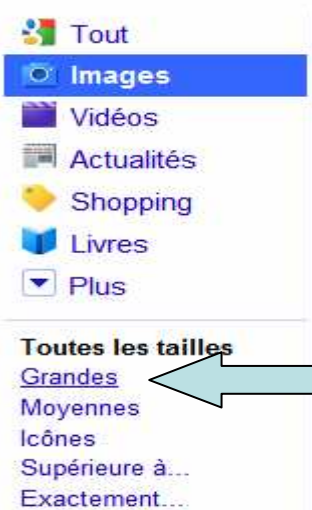 Tout
Images
Vidéos
Actualités
Shopping
Livres
Plus
Toutes les tailles
Grandes
Moyennes
Icônes
Supérieure à...
Exactement...